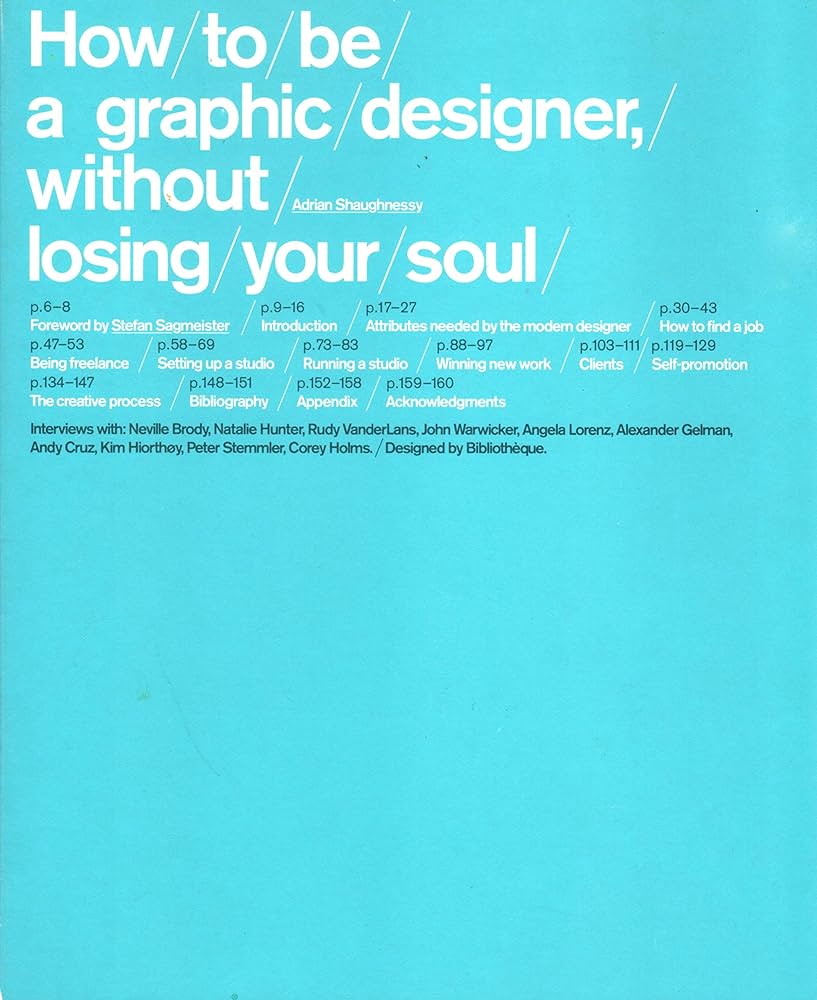 How/to/be/
a graphic/designer,/
without/Adrian Shaughnessy
losing/your/soul/
p.6–8 / p.9–16 / p.17–27 / p.30–43
Foreword by Stefan Sagmeister / Introduction / Attributes needed by the modern designer / How to find a job
p.47–53 / p.58–69 / p.73–83 / p.88–97 / p.103–111 / p.119–129
Being freelance / Setting up a studio / Running a studio / Winning new work / Clients / Self-promotion
p.134–147 / p.148–151 / p.152–158 / p.159–160
The creative process / Bibliography / Appendix / Acknowledgments
Interviews with: Neville Brody, Natalie Hunter, Rudy VanderLans, John Warwicker, Angela Lorenz, Alexander Gelman,
Andy Cruz, Kim Hiorthøy, Peter Stemmler, Corey Holms. / Designed by Bibliothèque.